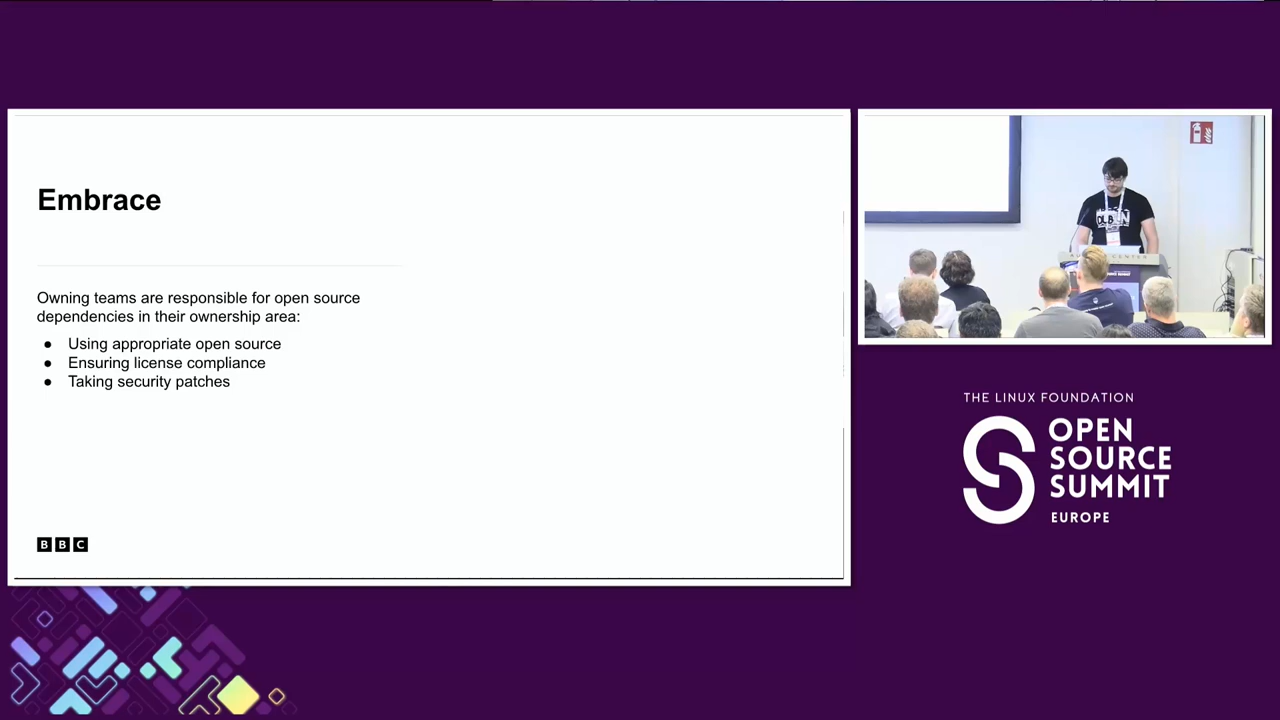 Embrace
Owning teams are responsible for open source
dependencies in their ownership area:
● Using appropriate open source
● Ensuring license compliance
● Taking security patches
BBC
DUBLIN
THE LINUX FOUNDATION
OPEN
SOURCE
SUMMIT
EUROPE